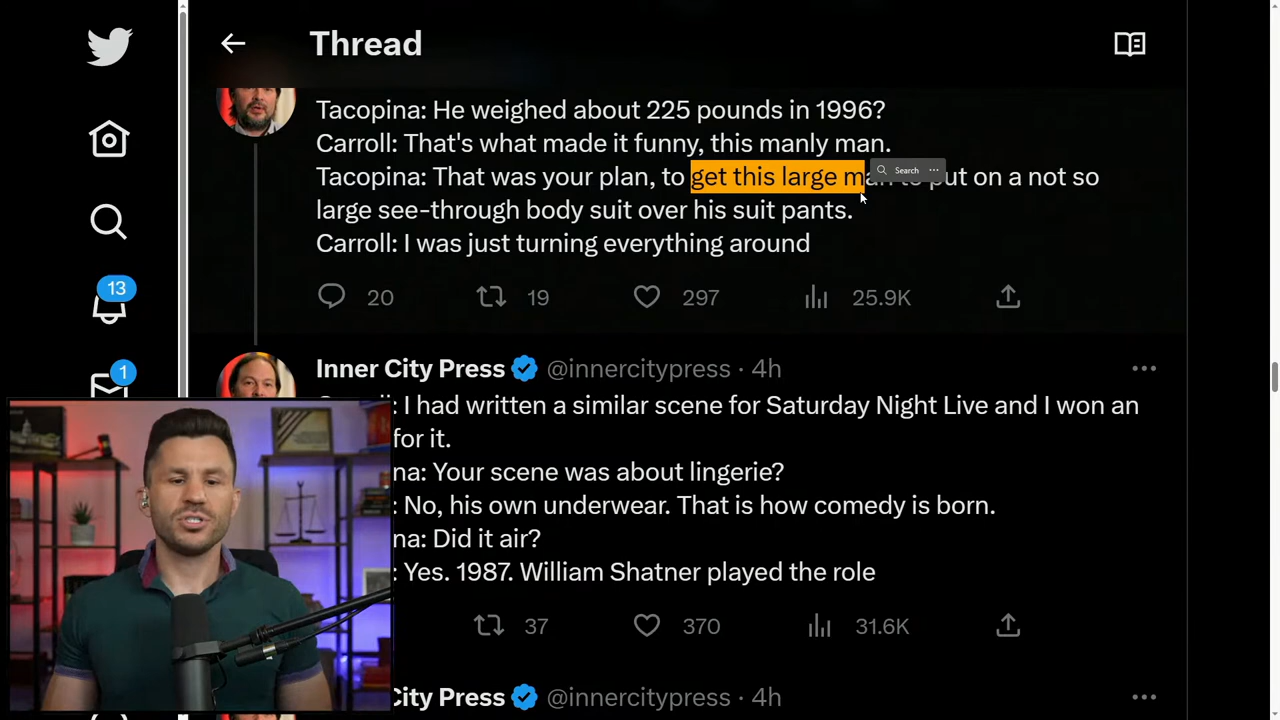 Thread
Tacopina: He weighed about 225 pounds in 1996?
Carroll: That's what made it funny, this manly man.
Tacopina: That was your plan, to get this large man to put on a not so
Search
large see-through body suit over his suit pants.
Carroll: I was just turning everything around
20 19 297 25.9K
13
Inner City Press @innercitypress · 4h
1
: I had written a similar scene for Saturday Night Live and I won an
for it.
na: Your scene was about lingerie?
: No, his own underwear. That is how comedy is born.
na: Did it air?
: Yes. 1987. William Shatner played the role
37 370 31.6K
City Press @innercitypress · 4h